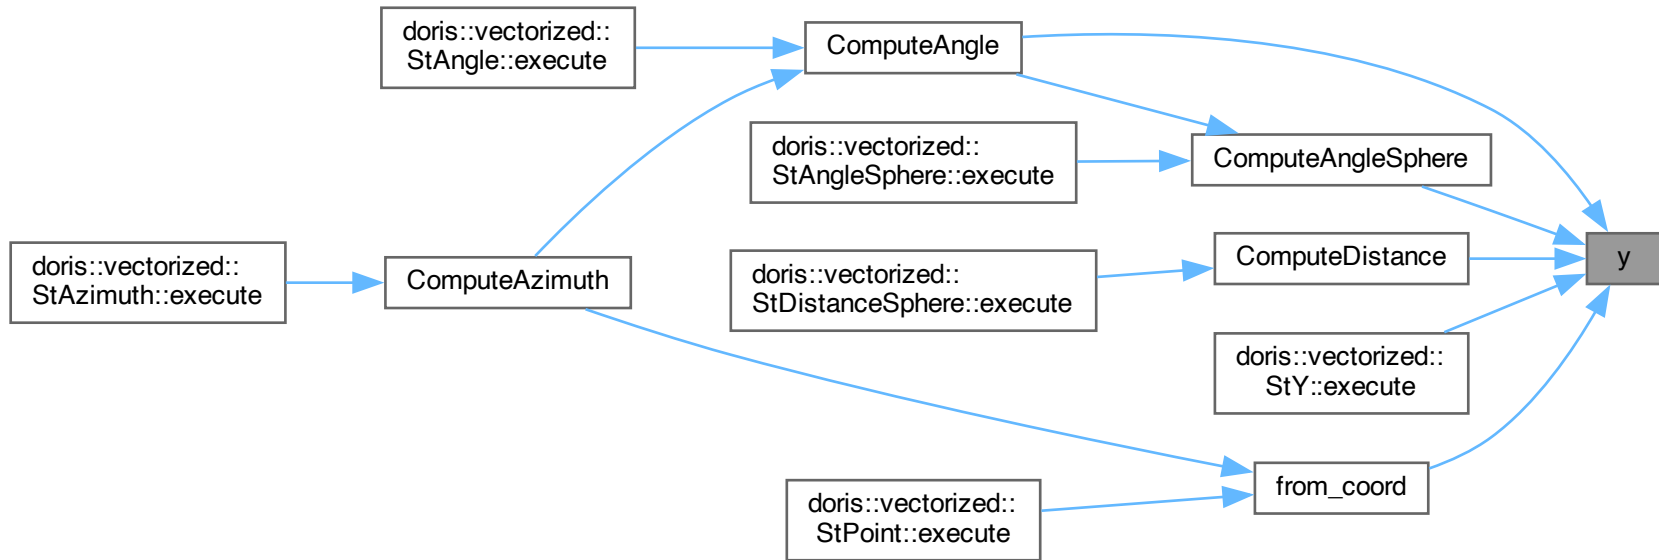 doris::vectorized::
StAngle::execute
ComputeAngle
doris::vectorized::
StAngleSphere::execute
ComputeAngleSphere
doris::vectorized::
StAzimuth::execute
ComputeAzimuth
doris::vectorized::
StDistanceSphere::execute
ComputeDistance
y
doris::vectorized::
StY::execute
doris::vectorized::
StPoint::execute
from_coord